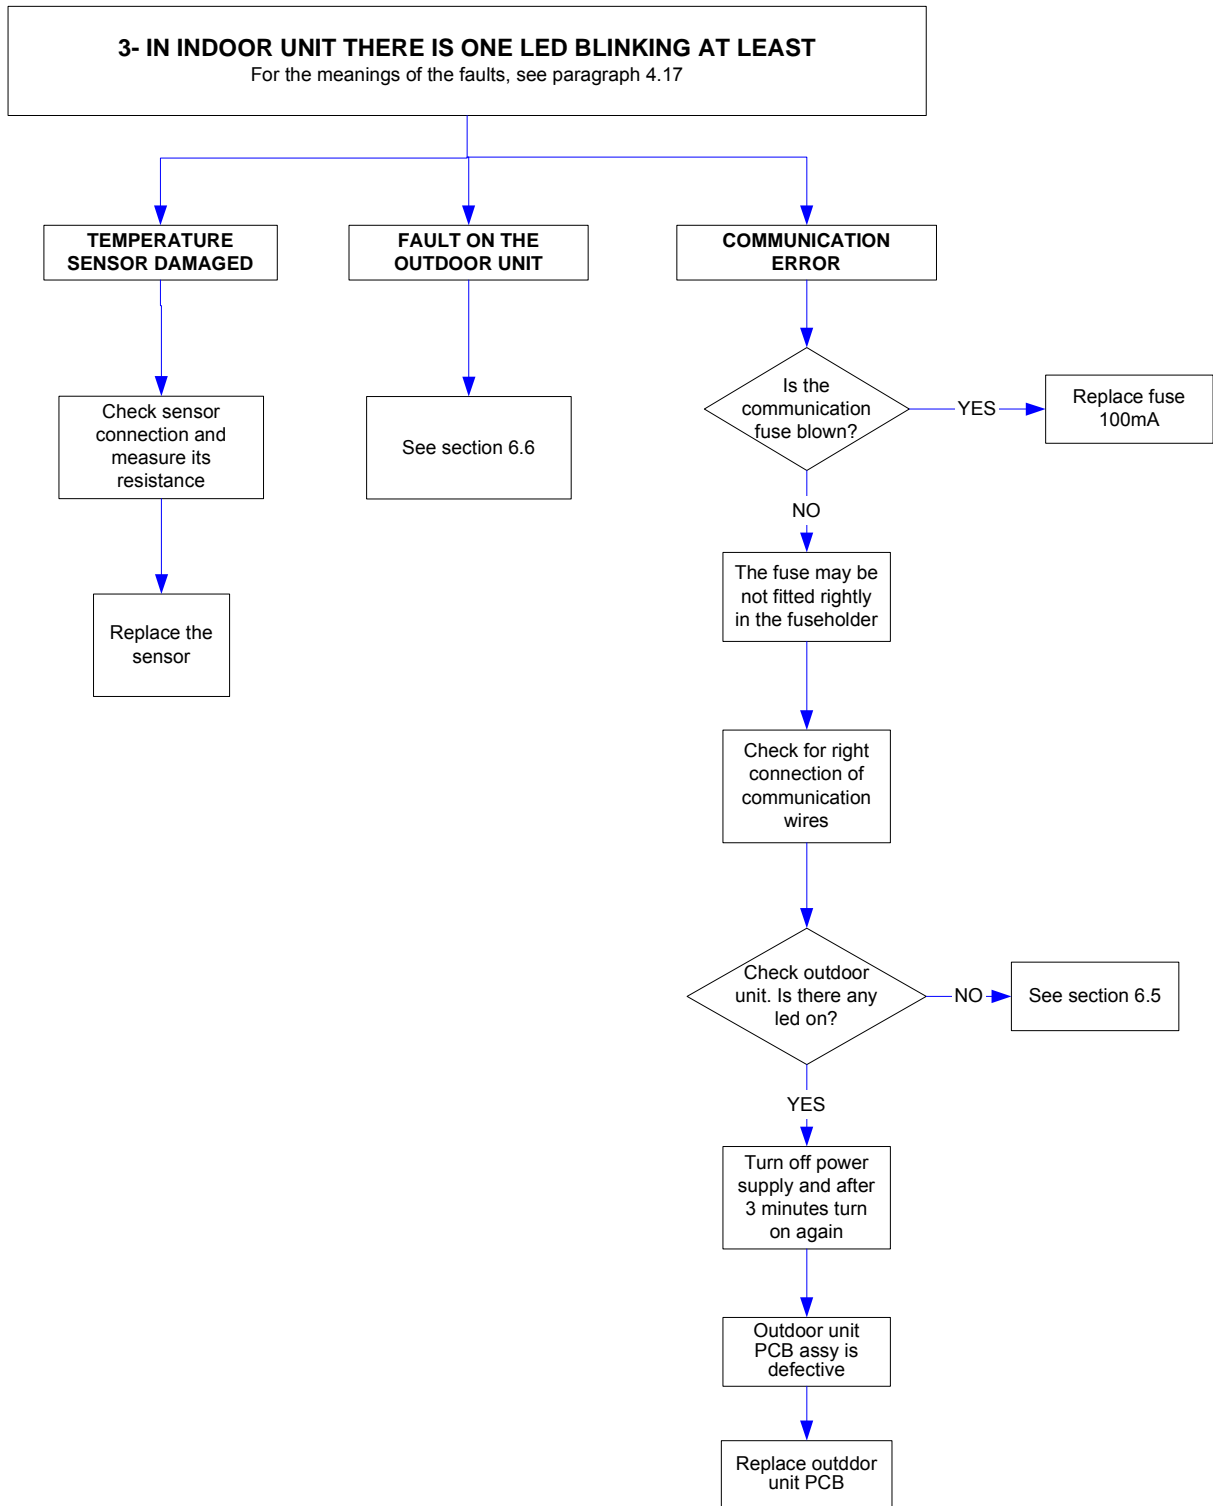 3- IN INDOOR UNIT THERE IS ONE LED BLINKING AT LEAST
For the meanings of the faults, see paragraph 4.17
TEMPERATURE
SENSOR DAMAGED
FAULT ON THE
OUTDOOR UNIT
COMMUNICATION
ERROR
Check sensor
connection and
measure its
resistance
See section 6.6
Is the
communication
fuse blown?
YES
Replace fuse
100mA
NO
Replace the
sensor
The fuse may be
not fitted rightly
in the fuseholder
Check for right
connection of
communication
wires
Check outdoor
unit. Is there any
led on?
NO
See section 6.5
YES
Turn off power
supply and after
3 minutes turn
on again
Outdoor unit
PCB assy is
defective
Replace outddor
unit PCB